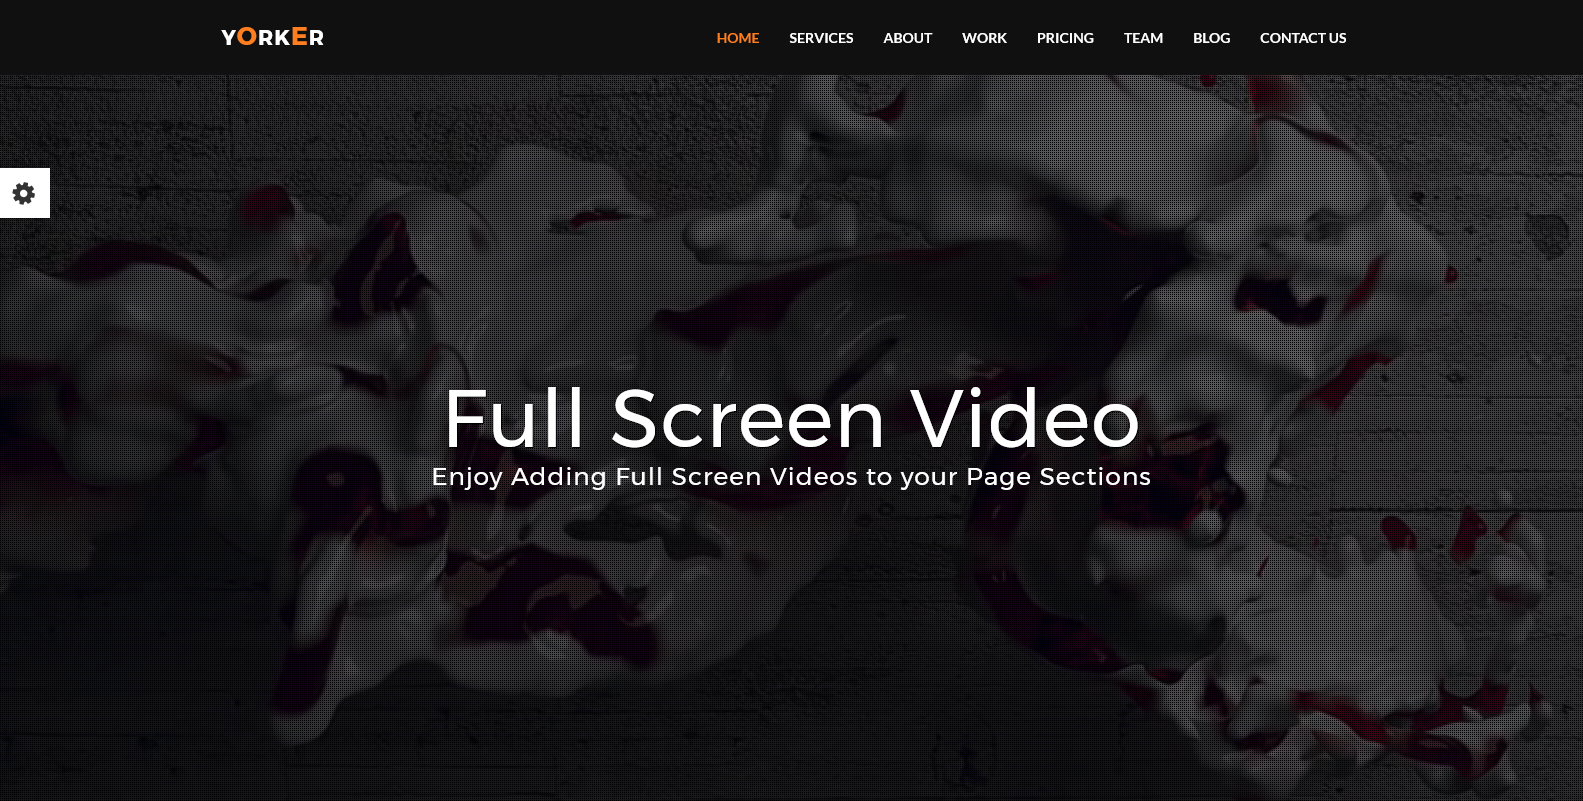 YORKER
HOME SERVICES ABOUT WORK PRICING TEAM BLOG CONTACT US
Full Screen Video
Enjoy Adding Full Screen Videos to your Page Sections